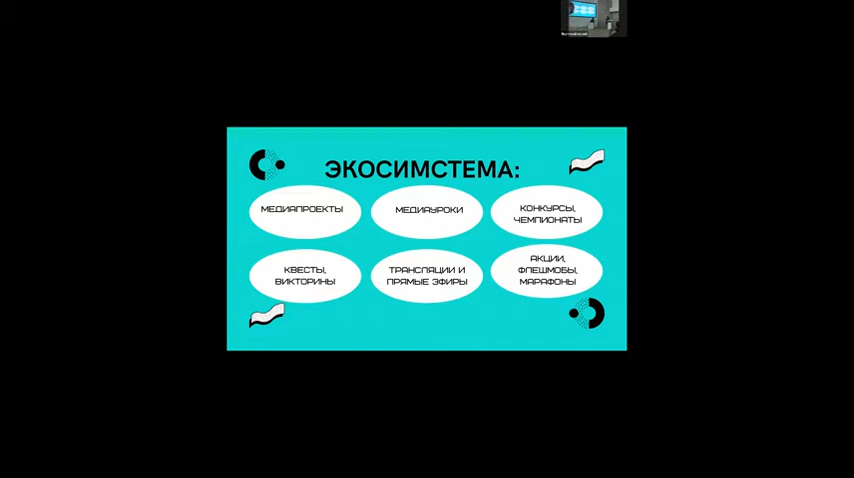 ЭКОСИМСТЕМА:
МЕДИАПРОЕКТЫ
МЕДИАУРОКИ
КОНКУРСЫ,
ЧЕМПИОНАТЫ
КВЕСТЫ,
ВИКТОРИНЫ
ТРАНСЛЯЦИИ И
ПРЯМЫЕ ЭФИРЫ
АКЦИИ,
ФЛЕШМОБЫ,
МАРАФОНЫ